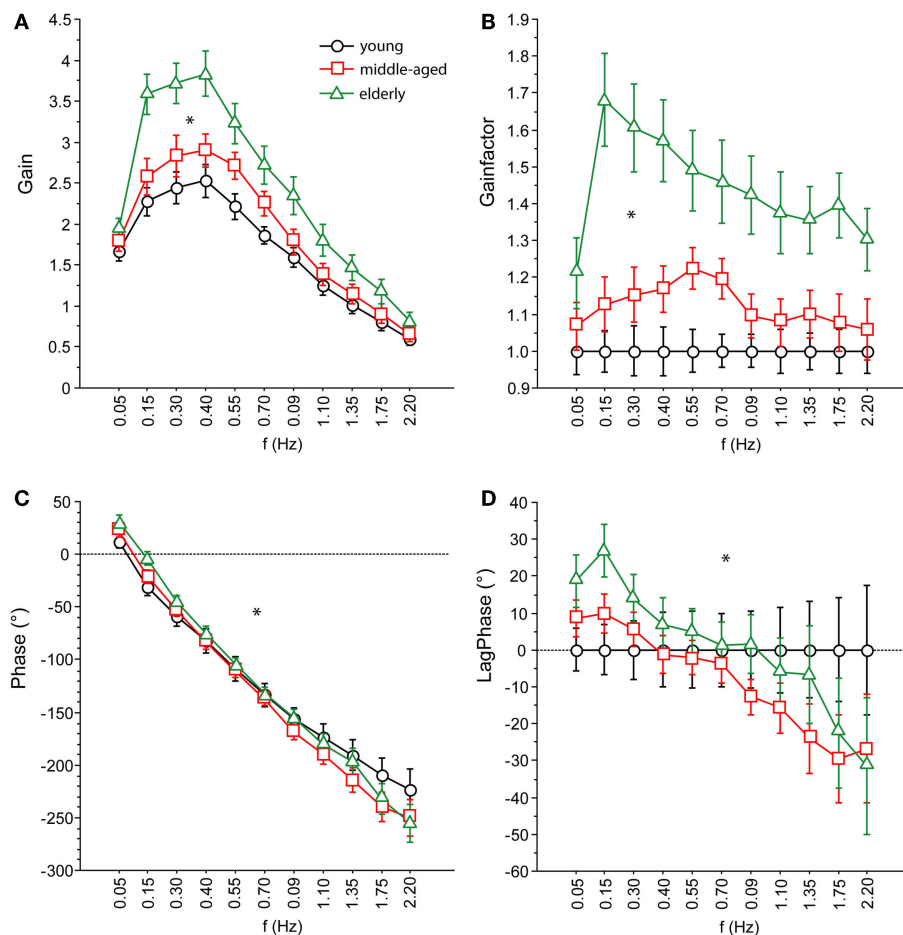 A
4.5
4
3.5
3
2.5
2
1.5
1
0.5
0
Gain
young
middle-aged
elderly
*
0.05 0.15 0.30 0.40 0.55 0.70 0.09 1.10 1.35 1.75 2.20
f (Hz)
B
1.9
1.8
1.7
1.6
1.4
1.3
1.2
1.1
1.0
0.9
Gainfactor
*
0.05 0.15 0.30 0.40 0.55 0.70 0.09 1.10 1.35 1.75 2.20
f (Hz)
C
50
0
-50
-100
-150
-200
-250
-300
Phase (°)
*
0.05 0.15 0.30 0.40 0.55 0.70 0.09 1.10 1.35 1.75 2.20
f (Hz)
D
40
30
20
10
0
-10
-20
-30
-40
-50
-60
LagPhase (°)
*
0.05 0.15 0.30 0.40 0.55 0.70 0.09 1.10 1.35 1.75 2.20
f (Hz)